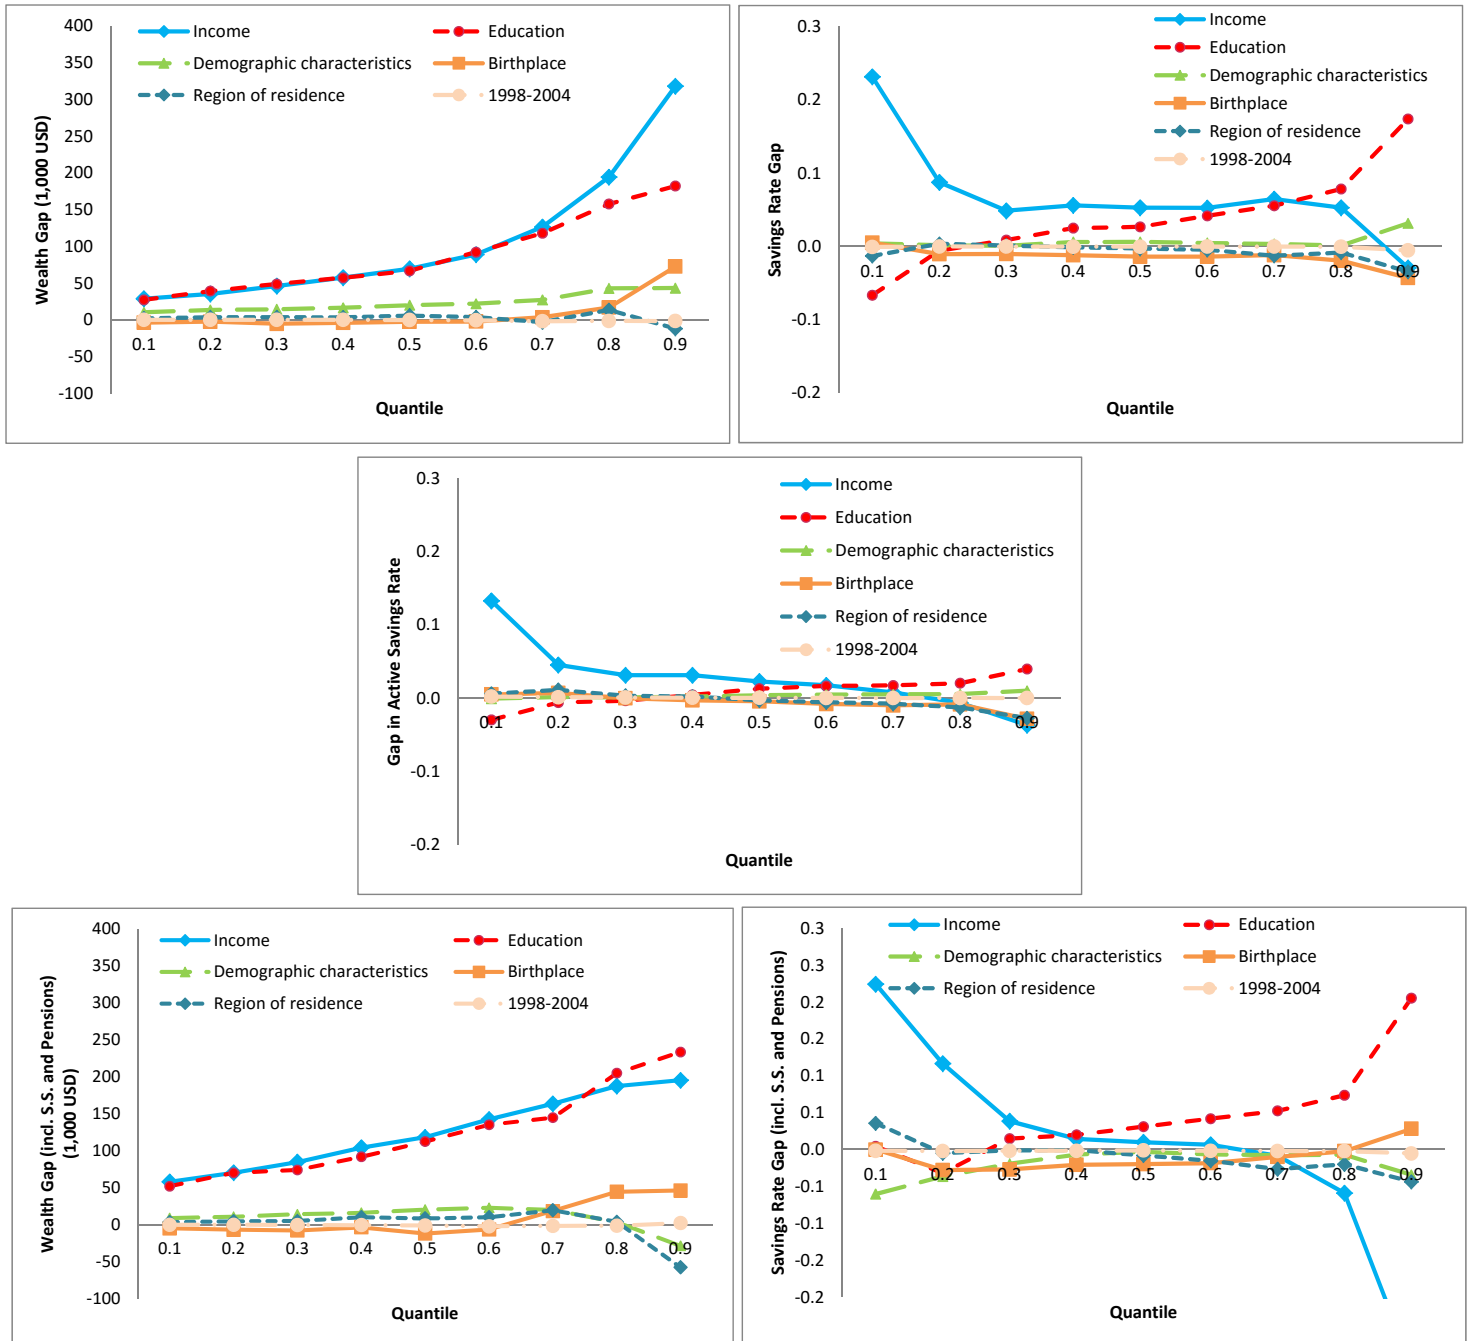 400
350
300
250
200
150
100
50
0
-50
-100
Wealth Gap (1,000 USD)
Income
Education
Demographic characteristics
Birthplace
Region of residence
1998-2004
0.1 0.2 0.3 0.4 0.5 0.6 0.7 0.8 0.9
Quantile
0.3
0.2
0.1
0.0
-0.1
-0.2
Savings Rate Gap
Income
Education
Demographic characteristics
Birthplace
Region of residence
1998-2004
0.1 0.2 0.3 0.4 0.5 0.6 0.7 0.8 0.9
Quantile
0.3
0.2
0.1
0.0
-0.1
-0.2
Gap in Active Savings Rate
Income
Education
Demographic characteristics
Birthplace
Region of residence
1998-2004
0.1 0.2 0.3 0.4 0.5 0.6 0.7 0.8 0.9
Quantile
400
350
300
250
200
150
100
50
0
-50
-100
Wealth Gap (incl. S.S. and Pensions)
(1,000 USD)
Income
Education
Demographic characteristics
Birthplace
Region of residence
1998-2004
0.1 0.2 0.3 0.4 0.5 0.6 0.7 0.8 0.9
Quantile
0.3
0.3
0.2
0.2
0.1
0.1
0.0
-0.1
-0.1
-0.2
-0.2
Savings Rate Gap (incl. S.S. and Pensions)
Income
Education
Demographic characteristics
Birthplace
Region of residence
1998-2004
0.1 0.2 0.3 0.4 0.5 0.6 0.7 0.8 0.9
Quantile